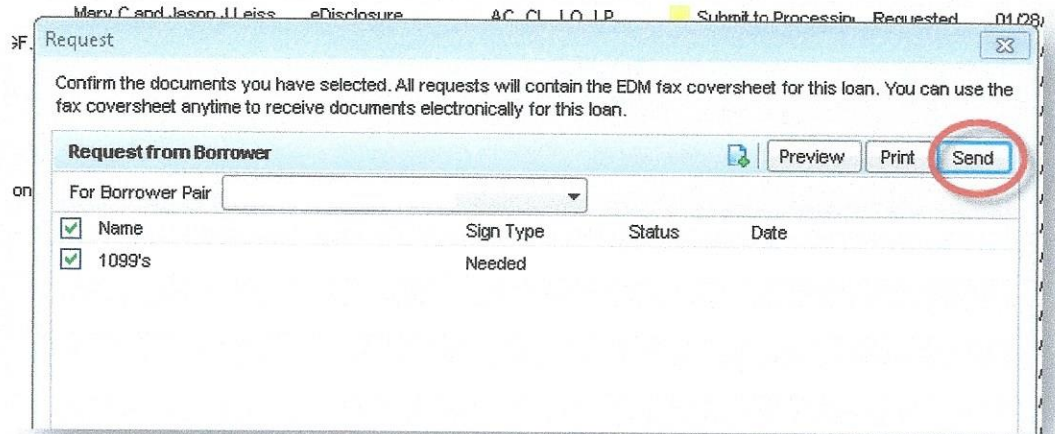 Mary C and Jason J Leiss eDisclosure AC, CL, LO, LP Submit to Processin Requested 01/28/
Request
Confirm the documents you have selected. All requests will contain the EDM fax coversheet for this loan. You can use the
fax coversheet anytime to receive documents electronically for this loan.
Request from Borrower Preview Print Send
on For Borrower Pair
Name Sign Type Status Date
1099's Needed